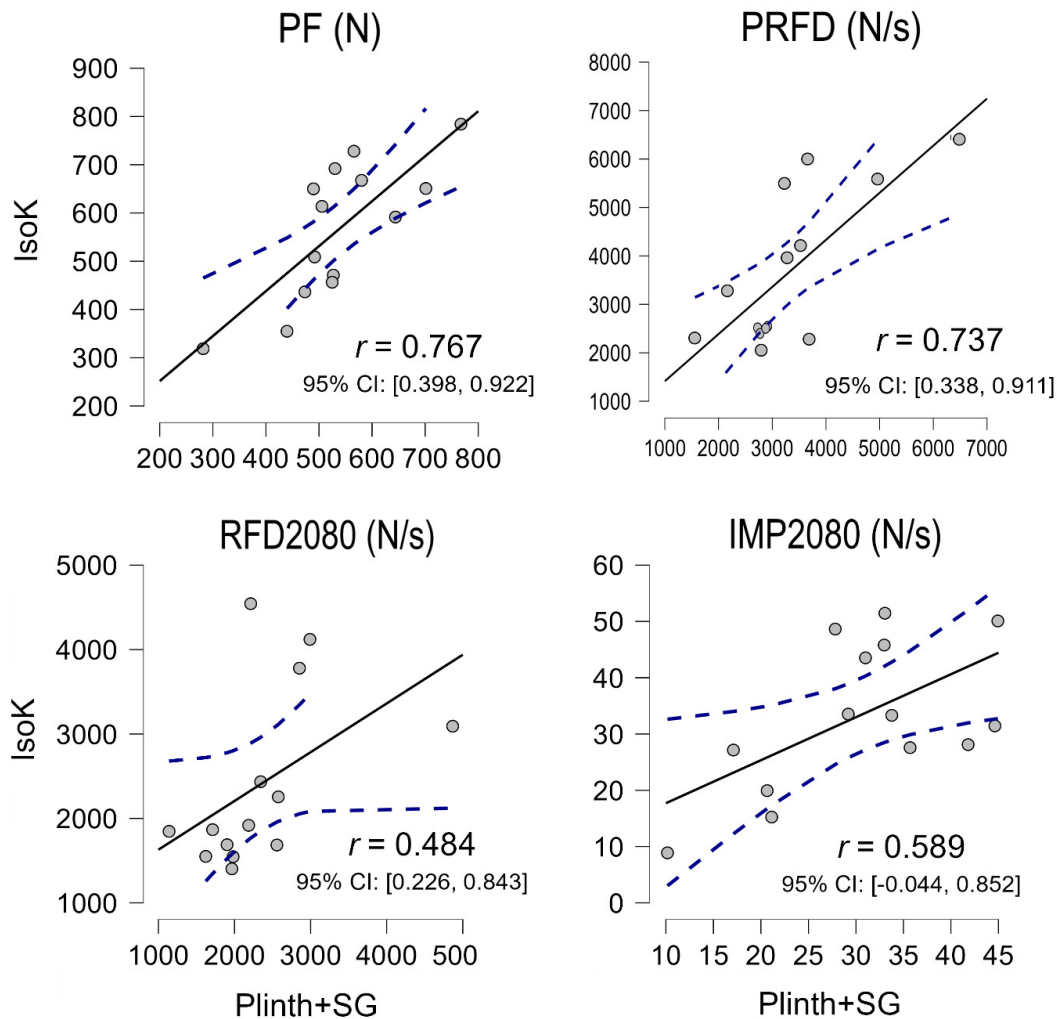 PF (N)
900
800
700
600
500
400
300
200
IsoK
r = 0.767
95% CI: [0.398, 0.922]
200 300 400 500 600 700 800
PRFD (N/s)
8000
7000
6000
5000
4000
3000
2000
1000
r = 0.737
95% CI: [0.338, 0.911]
1000 2000 3000 4000 5000 6000 7000
RFD2080 (N/s)
5000
4000
3000
2000
1000
IsoK
r = 0.484
95% CI: [0.226, 0.843]
1000 2000 3000 4000 500
Plinth+SG
IMP2080 (N/s)
60
50
40
30
20
10
0
r = 0.589
95% CI: [-0.044, 0.852]
10 15 20 25 30 35 40 45
Plinth+SG